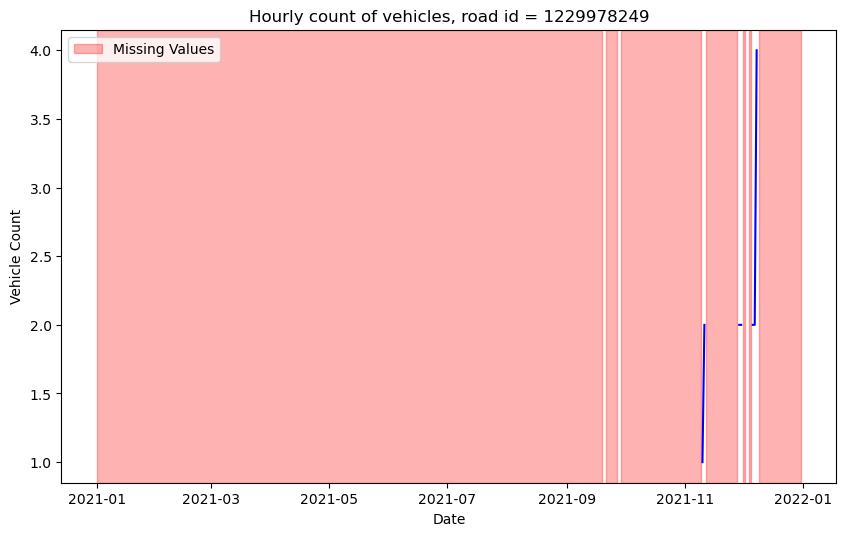 Hourly count of vehicles, road id = 1229978249
Missing Values
4.0
3.5
3.0
2.5
2.0
1.5
1.0
Vehicle Count
2021-01 2021-03 2021-05 2021-07 2021-09 2021-11 2022-01
Date